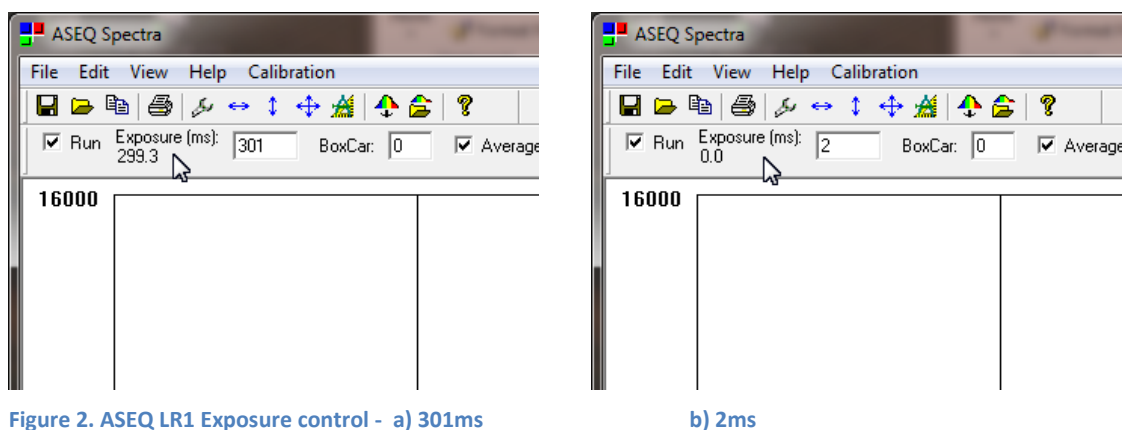 ASEQ Spectra
File Edit View Help Calibration
Run Exposure (ms): 301 BoxCar: 0 Average
299.3
16000
ASEQ Spectra
File Edit View Help Calibration
Run Exposure (ms): 2 BoxCar: 0 Average
0.0
16000
Figure 2. ASEQ LR1 Exposure control - a) 301ms b) 2ms